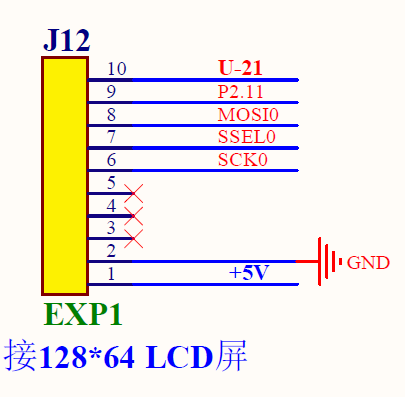 J12
10 U-21
9 P2.11
8 MOSI0
7 SSEL0
6 SCK0
5
4
3
2 GND
1 +5V
EXP1
接128*64 LCD屏